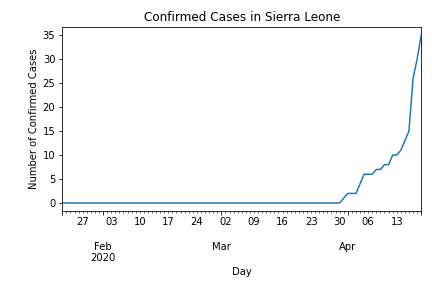 Confirmed Cases in Sierra Leone
Number of Confirmed Cases
35
30
25
20
15
10
5
0
27 03 10 17 24 02 09 16 23 30 06 13
Feb Mar Apr
2020
Day